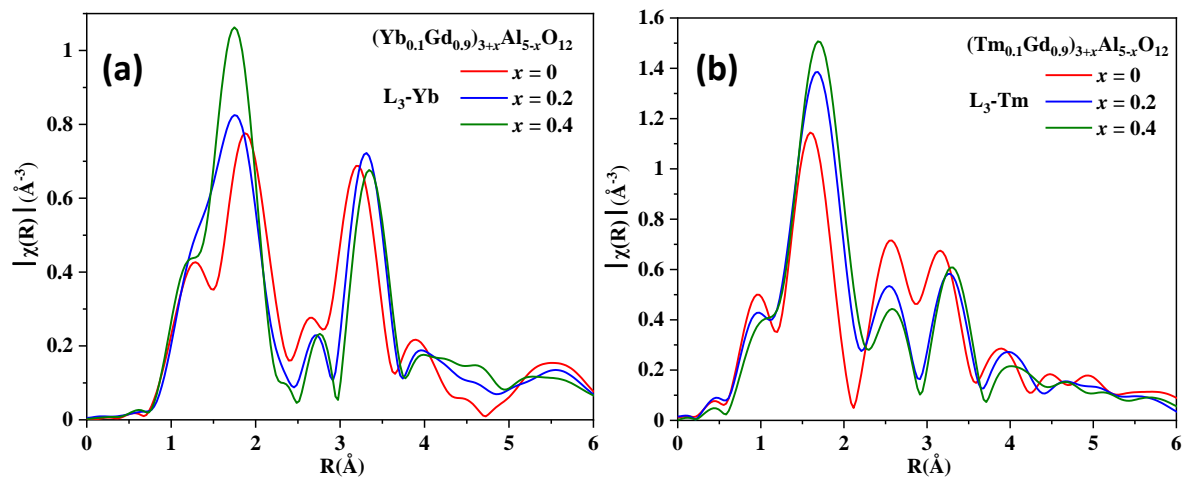 (a)
(Yb₀.₁Gd₀.₉)₃₊ₓAl₅₋ₓO₁₂
x = 0
L₃-Yb
x = 0.2
x = 0.4
|χ(R)| (Å⁻³)
1
0.8
0.6
0.4
0.2
0
0 1 2 3 4 5 6
R(Å)
(b)
(Tm₀.₁Gd₀.₉)₃₊ₓAl₅₋ₓO₁₂
x = 0
L₃-Tm
x = 0.2
x = 0.4
|χ(R)| (Å⁻³)
1.6
1.4
1.2
1
0.8
0.6
0.4
0.2
0
0 1 2 3 4 5 6
R(Å)